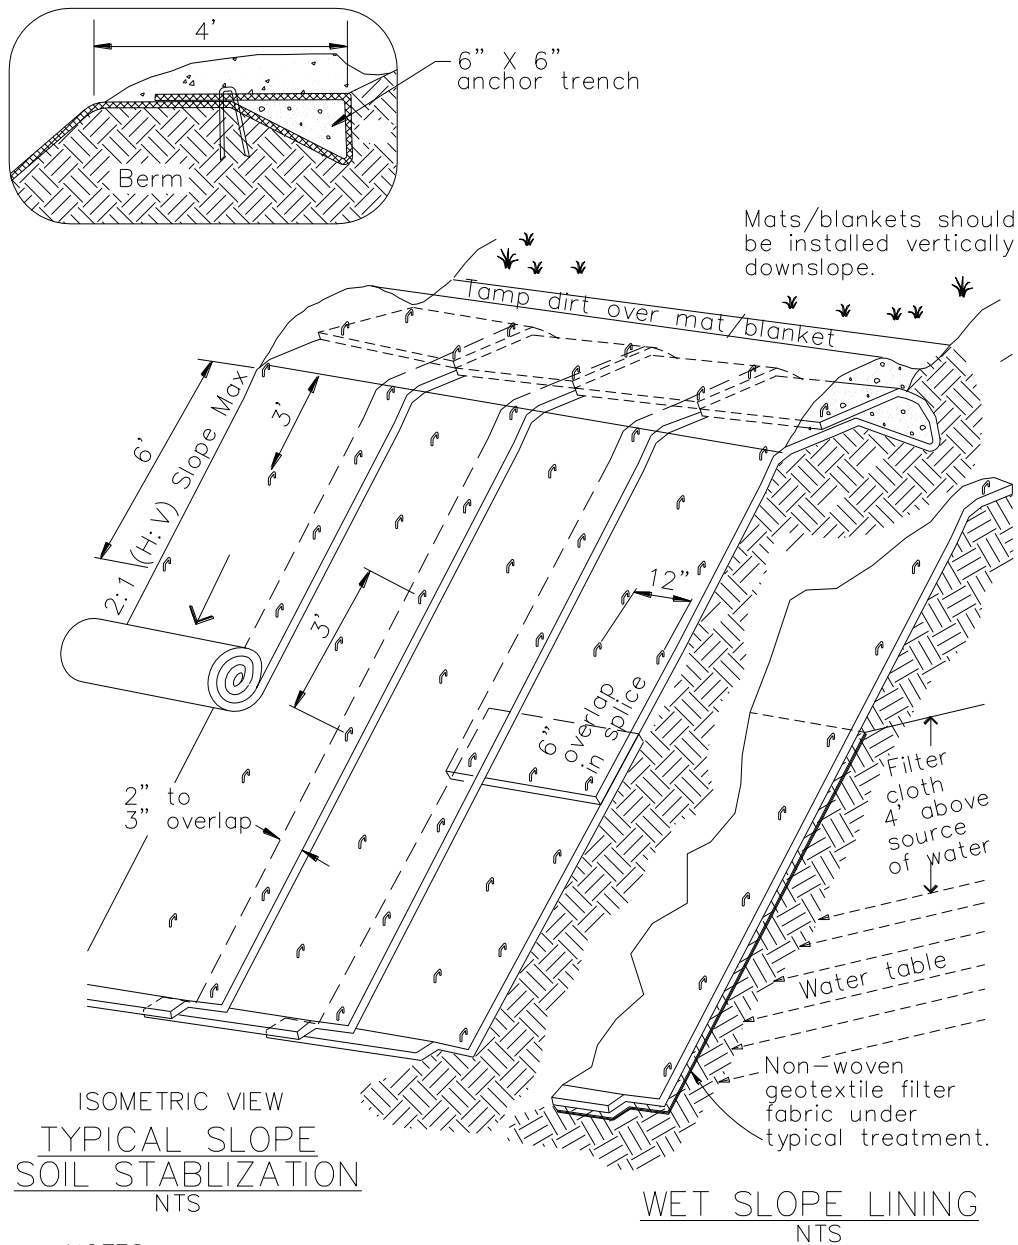 4'
6" X 6"
anchor trench
Berm
Mats/blankets should
be installed vertically
downslope.
Tamp dirt over mat/blanket
6'
2:1 (H:V) Slope Max
3'
3'
12"
6"
overlap
in splice
2" to
3" overlap
Filter
cloth
4' above
source
of water
Water table
Non-woven
geotextile filter
fabric under
typical treatment.
ISOMETRIC VIEW
TYPICAL SLOPE
SOIL STABLIZATION
NTS
WET SLOPE LINING
NTS